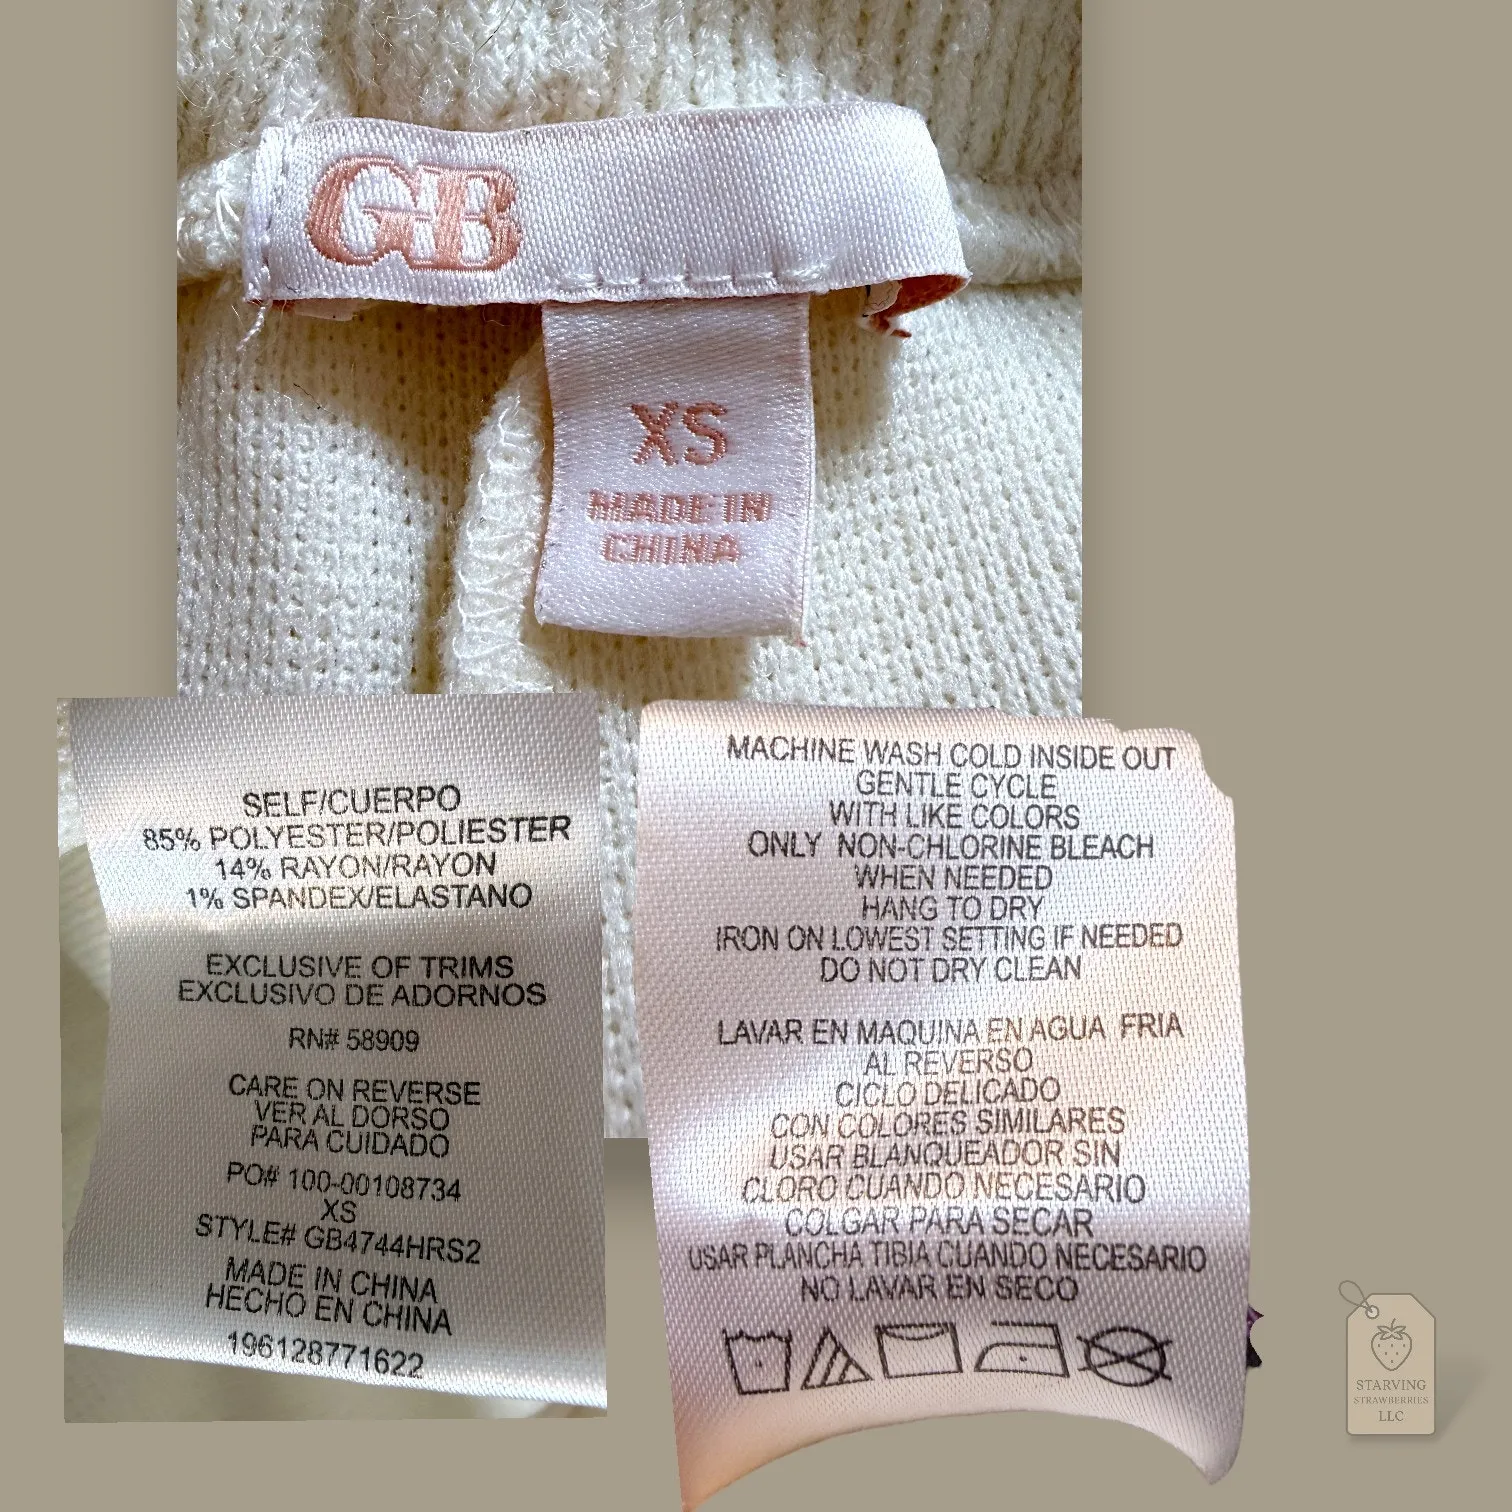 GB
XS
MADE IN
CHINA
SELF/CUERPO
85% POLYESTER/POLIESTER
14% RAYON/RAYON
1% SPANDEX/ELASTANO
EXCLUSIVE OF TRIMS
EXCLUSIVO DE ADORNOS
RN# 58909
CARE ON REVERSE
VER AL DORSO
PARA CUIDADO
PO# 100-00108734
XS
STYLE# GB4744HRS2
MADE IN CHINA
HECHO EN CHINA
196128771622
MACHINE WASH COLD INSIDE OUT
GENTLE CYCLE
WITH LIKE COLORS
ONLY NON-CHLORINE BLEACH
WHEN NEEDED
HANG TO DRY
IRON ON LOWEST SETTING IF NEEDED
DO NOT DRY CLEAN
LAVAR EN MAQUINA EN AGUA FRIA
AL REVERSO
CICLO DELICADO
CON COLORES SIMILARES
USAR BLANQUEADOR SIN
CLORO CUANDO NECESARIO
COLGAR PARA SECAR
USAR PLANCHA TIBIA CUANDO NECESARIO
NO LAVAR EN SECO
STARVING
STRAWBERRIES
LLC